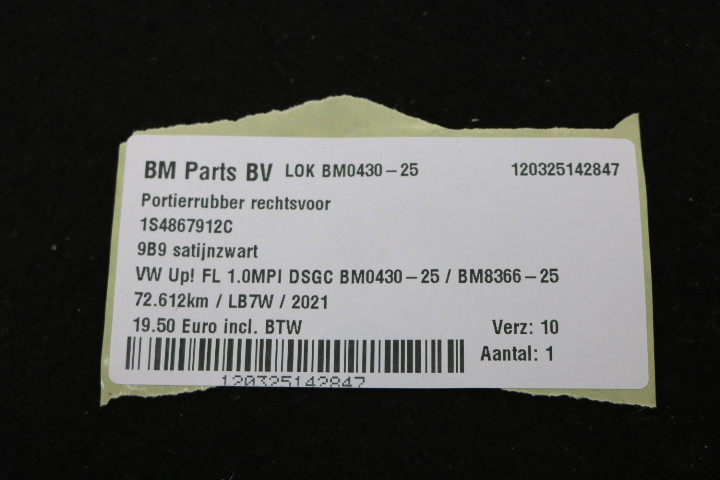 BM Parts BV LOK BM0430-25 120325142847
Portierrubber rechtsvoor
1S4867912C
9B9 satijnzwart
VW Up! FL 1.0MPI DSGC BM0430-25 / BM8366-25
72.612km / LB7W / 2021
19.50 Euro incl. BTW Verz: 10
Aantal: 1
120325142847